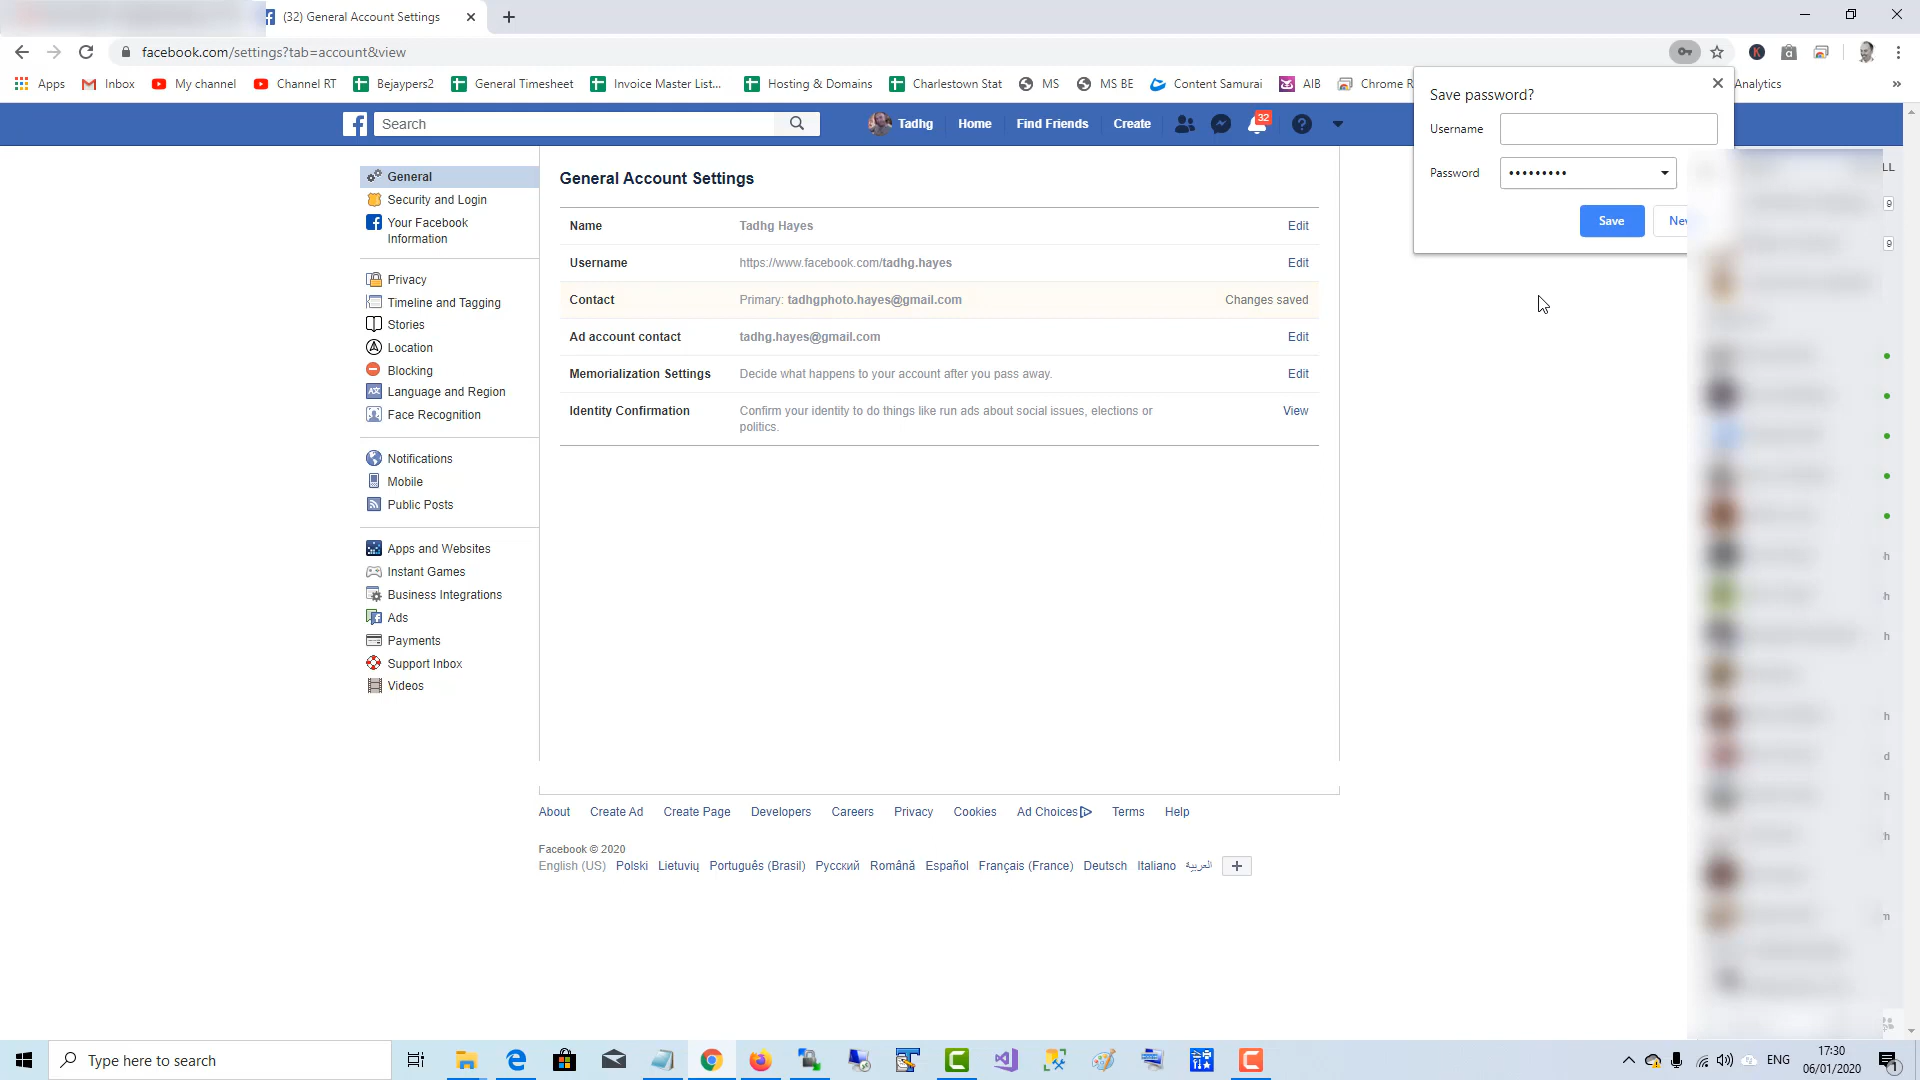 (32) General Account Settings
facebook.com/settings?tab=account&view
Apps
Inbox
My channel
Channel RT
Bejaypers2
General Timesheet
Invoice Master List...
Hosting & Domains
Charlestown Stat
MS
MS BE
Content Samurai
AIB
Chrome R
Analytics
»
Save password?
Username
Password
•••••••••
Save
Search
Tadhg
Home
Find Friends
Create
32
General
Security and Login
Your Facebook
Information
Privacy
Timeline and Tagging
Stories
Location
Blocking
Language and Region
Face Recognition
Notifications
Mobile
Public Posts
Apps and Websites
Instant Games
Business Integrations
Ads
Payments
Support Inbox
Videos
General Account Settings
Name Tadhg Hayes Edit
Username https://www.facebook.com/tadhg.hayes Edit
Contact Primary: tadhgphoto.hayes@gmail.com Changes saved
Ad account contact tadhg.hayes@gmail.com Edit
Memorialization Settings Decide what happens to your account after you pass away. Edit
Identity Confirmation Confirm your identity to do things like run ads about social issues, elections or View
politics.
About Create Ad Create Page Developers Careers Privacy Cookies Ad Choices Terms Help
Facebook © 2020
English (US) Polski Lietuvių Português (Brasil) Русский Română Español Français (France) Deutsch Italiano العربية
LL
9
9
h
h
h
h
d
h
h
m
Type here to search
ENG
17:30
06/01/2020
1